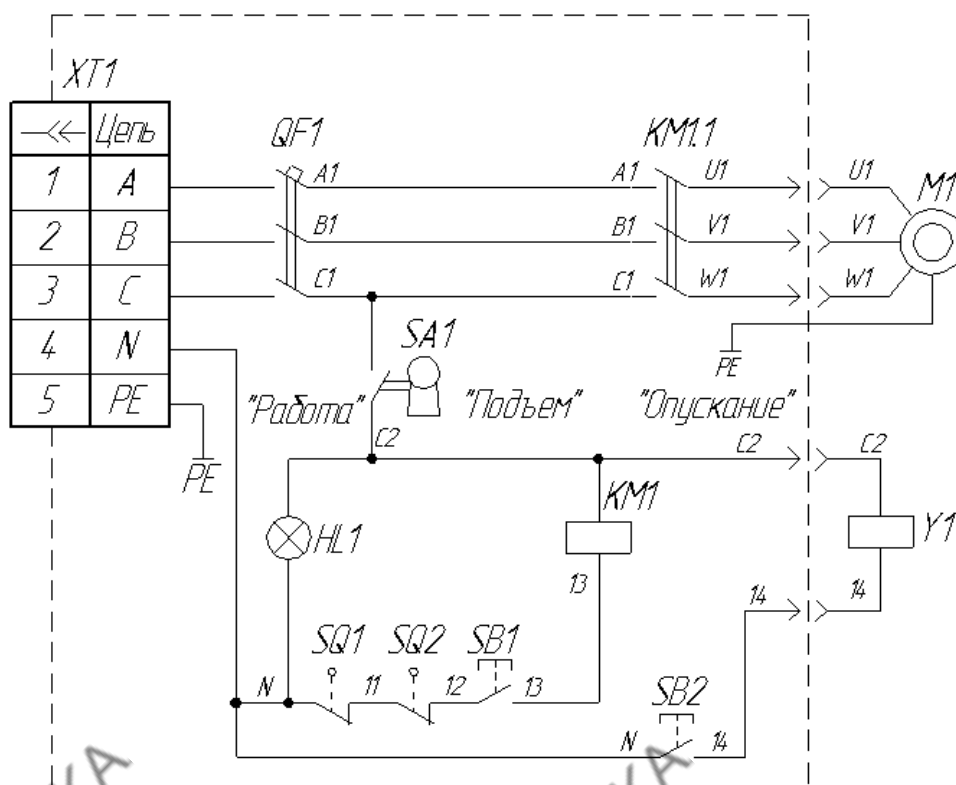 XT1
Цепь
QF1
KM1.1
1 A
A1
A1
U1
U1
M1
2 B
B1
B1
V1
V1
3 C
C1
C1
W1
W1
4 N
SA1
PE
5 PE
"Работа"
"Подъем"
"Опускание"
C2
C2
C2
PE
KM1
HL1
Y1
13
14
14
SQ1
SQ2
SB1
N
11
12
13
SB2
N
14
КА
КА